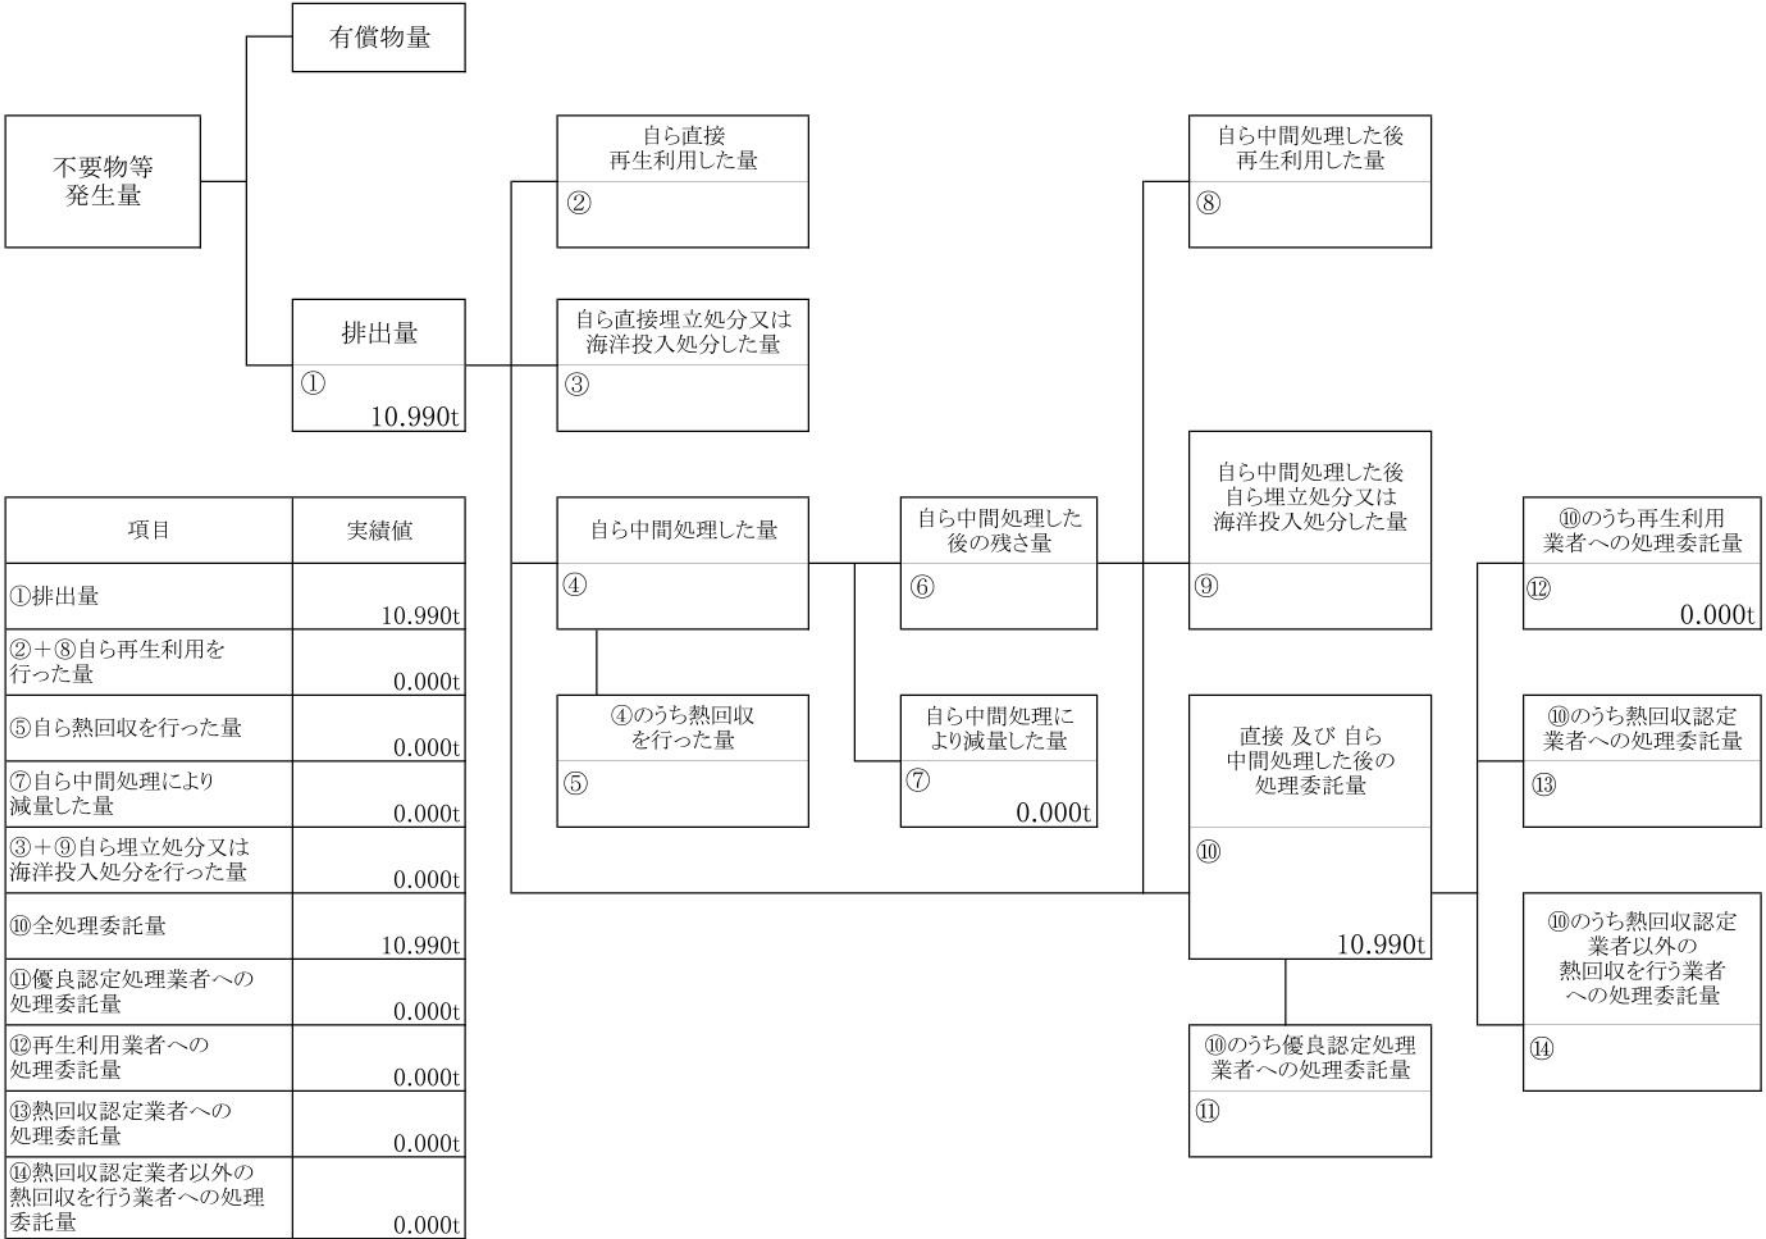 有償物量
不要物等
発生量
排出量
①
10.990t
自ら直接
再生利用した量
②
自ら直接埋立処分又は
海洋投入処分した量
③
自ら中間処理した量
④
④のうち熱回収
を行った量
⑤
自ら中間処理した
後の残さ量
⑥
自ら中間処理に
より減量した量
⑦
0.000t
自ら中間処理した後
再生利用した量
⑧
自ら中間処理した後
自ら埋立処分又は
海洋投入処分した量
⑨
直接 及び 自ら
中間処理した後の
処理委託量
⑩
10.990t
⑩のうち優良認定処理
業者への処理委託量
⑪
⑩のうち再生利用
業者への処理委託量
⑫
0.000t
⑩のうち熱回収認定
業者への処理委託量
⑬
⑩のうち熱回収認定
業者以外の
熱回収を行う業者
への処理委託量
⑭
項目 実績値
①排出量
10.990t
②＋⑧自ら再生利用を
行った量
0.000t
⑤自ら熱回収を行った量
0.000t
⑦自ら中間処理により
減量した量
0.000t
③＋⑨自ら埋立処分又は
海洋投入処分を行った量
0.000t
⑩全処理委託量
10.990t
⑪優良認定処理業者への
処理委託量
0.000t
⑫再生利用業者への
処理委託量
0.000t
⑬熱回収認定業者への
処理委託量
0.000t
⑭熱回収認定業者以外の
熱回収を行う業者への処理
委託量
0.000t